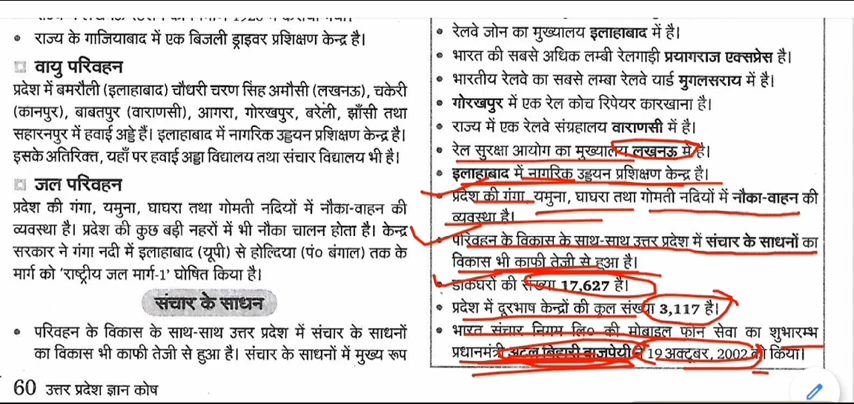 राज्य के गाजियाबाद में एक बिजली ड्राइवर प्रशिक्षण केन्द्र है।
वायु परिवहन
प्रदेश में बमरौली (इलाहाबाद) चौधरी चरण सिंह अमौसी (लखनऊ), चकेरी
(कानपुर), बाबतपुर (वाराणसी), आगरा, गोरखपुर, बरेली, झाँसी तथा
सहारनपुर में हवाई अड्डे हैं। इलाहाबाद में नागरिक उड्डयन प्रशिक्षण केन्द्र है।
इसके अतिरिक्त, यहाँ पर हवाई अड्डा विद्यालय तथा संचार विद्यालय भी है।
जल परिवहन
प्रदेश की गंगा, यमुना, घाघरा तथा गोमती नदियों में नौका-वाहन की
व्यवस्था है। प्रदेश की कुछ बड़ी नहरों में भी नौका चालन होता है। केन्द्र
सरकार ने गंगा नदी में इलाहाबाद (यूपी) से होल्दिया (पं० बंगाल) तक के
मार्ग को 'राष्ट्रीय जल मार्ग-1' घोषित किया है।
संचार के साधन
परिवहन के विकास के साथ-साथ उत्तर प्रदेश में संचार के साधनों
का विकास भी काफी तेजी से हुआ है। संचार के साधनों में मुख्य रूप
60 उत्तर प्रदेश ज्ञान कोष
रेलवे जोन का मुख्यालय इलाहाबाद में है।
भारत की सबसे अधिक लम्बी रेलगाड़ी प्रयागराज एक्सप्रेस है।
भारतीय रेलवे का सबसे लम्बा रेलवे यार्ड मुगलसराय में है।
गोरखपुर में एक रेल कोच रिपेयर कारखाना है।
राज्य में एक रेलवे संग्रहालय वाराणसी में है।
रेल सुरक्षा आयोग का मुख्यालय लखनऊ में है।
इलाहाबाद में नागरिक उड्डयन प्रशिक्षण केन्द्र है।
प्रदेश की गंगा, यमुना, घाघरा तथा गोमती नदियों में नौका-वाहन की
व्यवस्था है।
परिवहन के विकास के साथ-साथ उत्तर प्रदेश में संचार के साधनों का
विकास भी काफी तेजी से हुआ है।
डाकघरों की संख्या 17,627 है।
प्रदेश में दूरभाष केन्द्रों की कुल संख्या 3,117 है।
भारत संचार निगम लि० की मोबाइल फोन सेवा का शुभारम्भ
प्रधानमंत्री अटल बिहारी वाजपेयी ने 19 अक्टूबर, 2002 को किया।